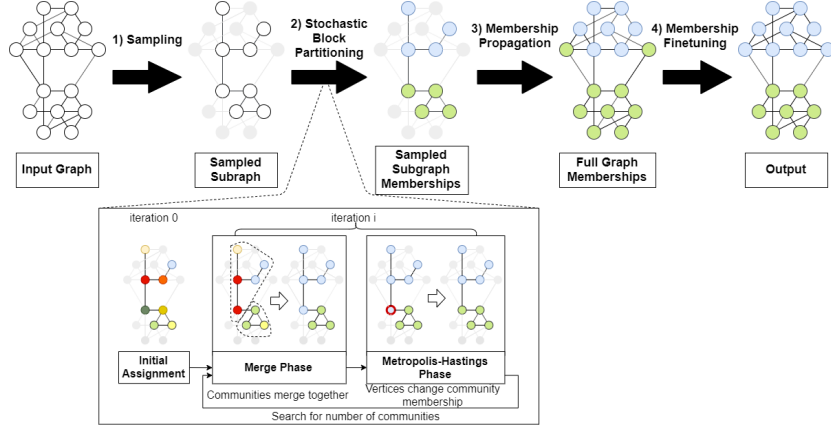 1) Sampling
2) Stochastic
Block
Partitioning
3) Membership
Propagation
4) Membership
Finetuning
Input Graph
Sampled
Subraph
Sampled
Subgraph
Memberships
Full Graph
Memberships
Output
iteration 0
iteration i
Initial
Assignment
Merge Phase
Metropolis-Hastings
Phase
Communities merge together
Vertices change community
membership
Search for number of communities